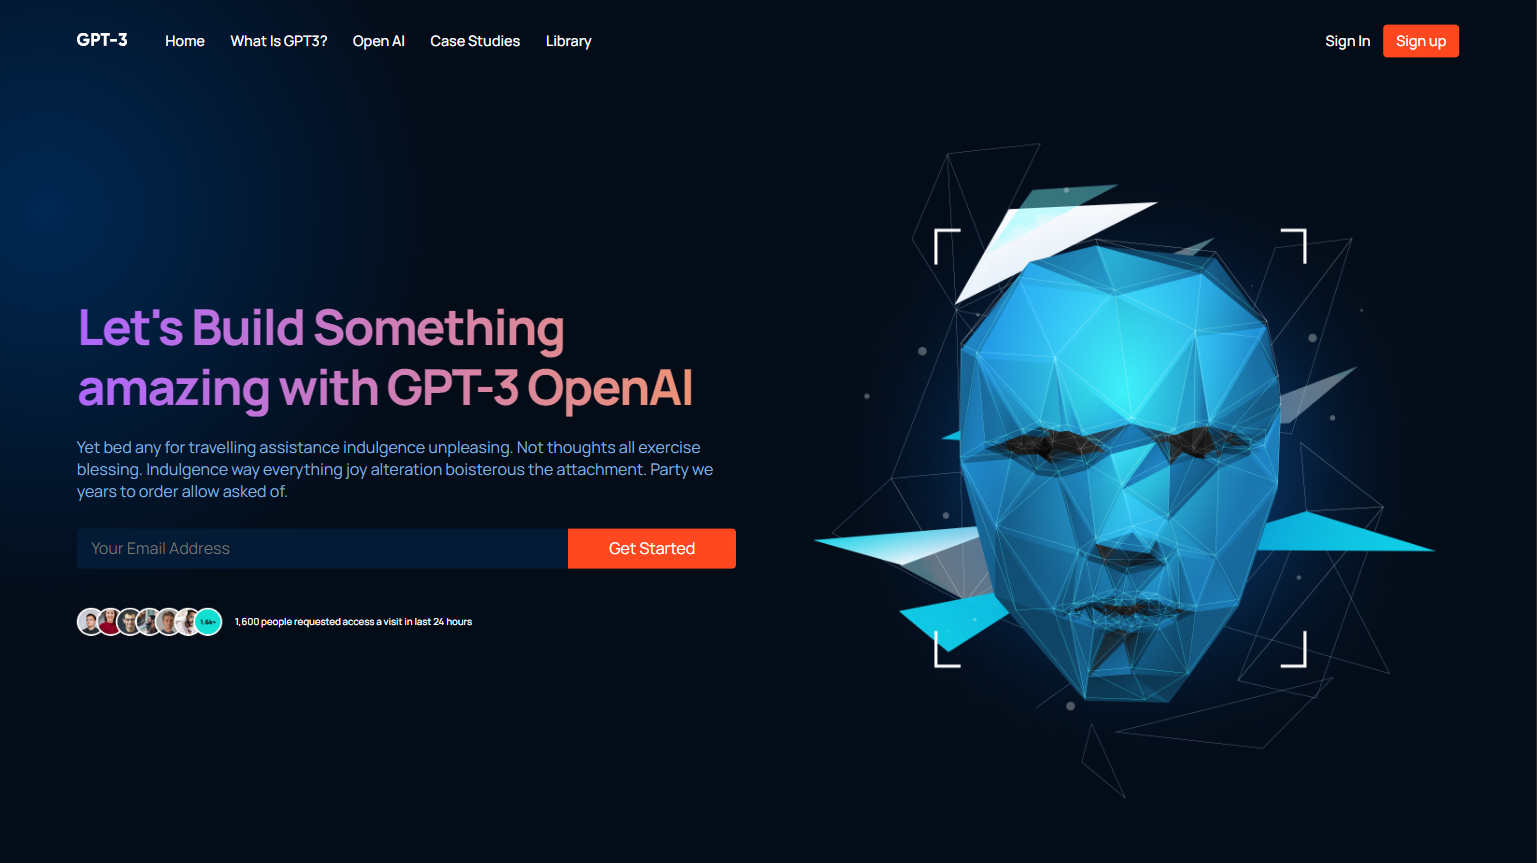 GPT-3 Home What Is GPT3? Open AI Case Studies Library Sign In Sign up
Let's Build Something
amazing with GPT-3 OpenAI
Yet bed any for travelling assistance indulgence unpleasing. Not thoughts all exercise
blessing. Indulgence way everything joy alteration boisterous the attachment. Party we
years to order allow asked of.
Your Email Address Get Started
1.6k+ 1,600 people requested access a visit in last 24 hours